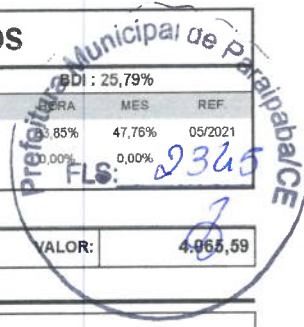 OS
Prefeitura Municipal de Paraipaba/CE
BDI : 25,79%
HORA MES REF.
83,85% 47,76% 05/2021
0,00% 0,00%
FLS: 2345
VALOR: 4.965,59